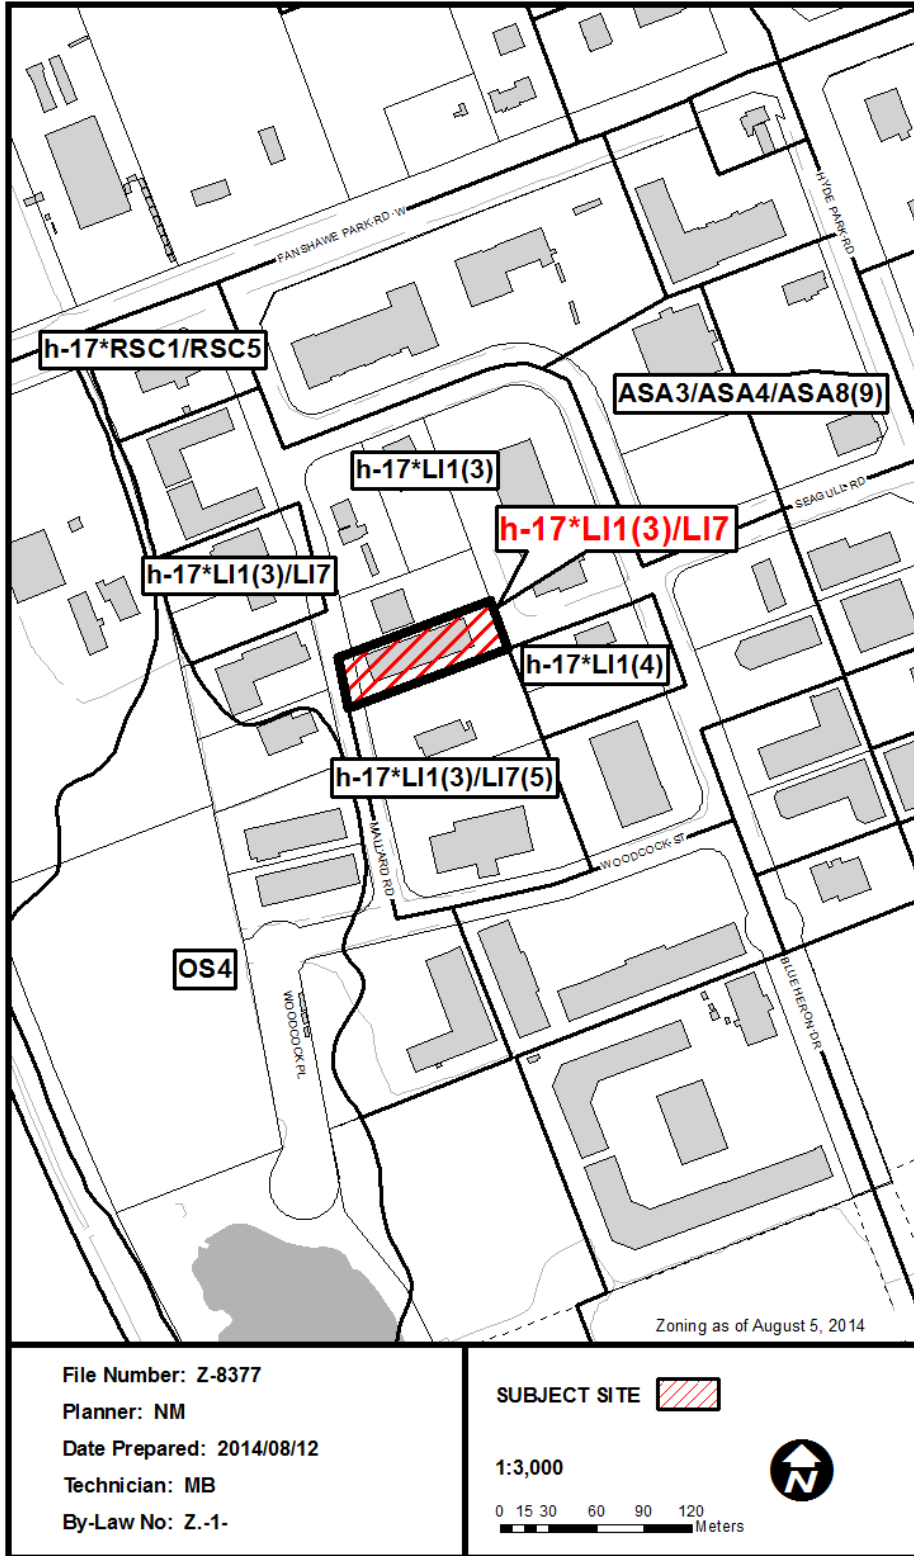 FANSHAWE PARK RD W
HYDE PARK RD
h-17*RSC1/RSC5
ASA3/ASA4/ASA8(9)
h-17*LI1(3)
SEAGULL RD
h-17*LI1(3)/LI7
h-17*LI1(3)/LI7
h-17*LI1(4)
h-17*LI1(3)/LI7(5)
MALLARD RD
WOODCOCK ST
OS4
WOODCOCK PL
BLUE HERON DR
Zoning as of August 5, 2014
File Number: Z-8377
Planner: NM
Date Prepared: 2014/08/12
Technician: MB
By-Law No: Z.-1-
SUBJECT SITE
1:3,000
N
0 15 30 60 90 120
Meters